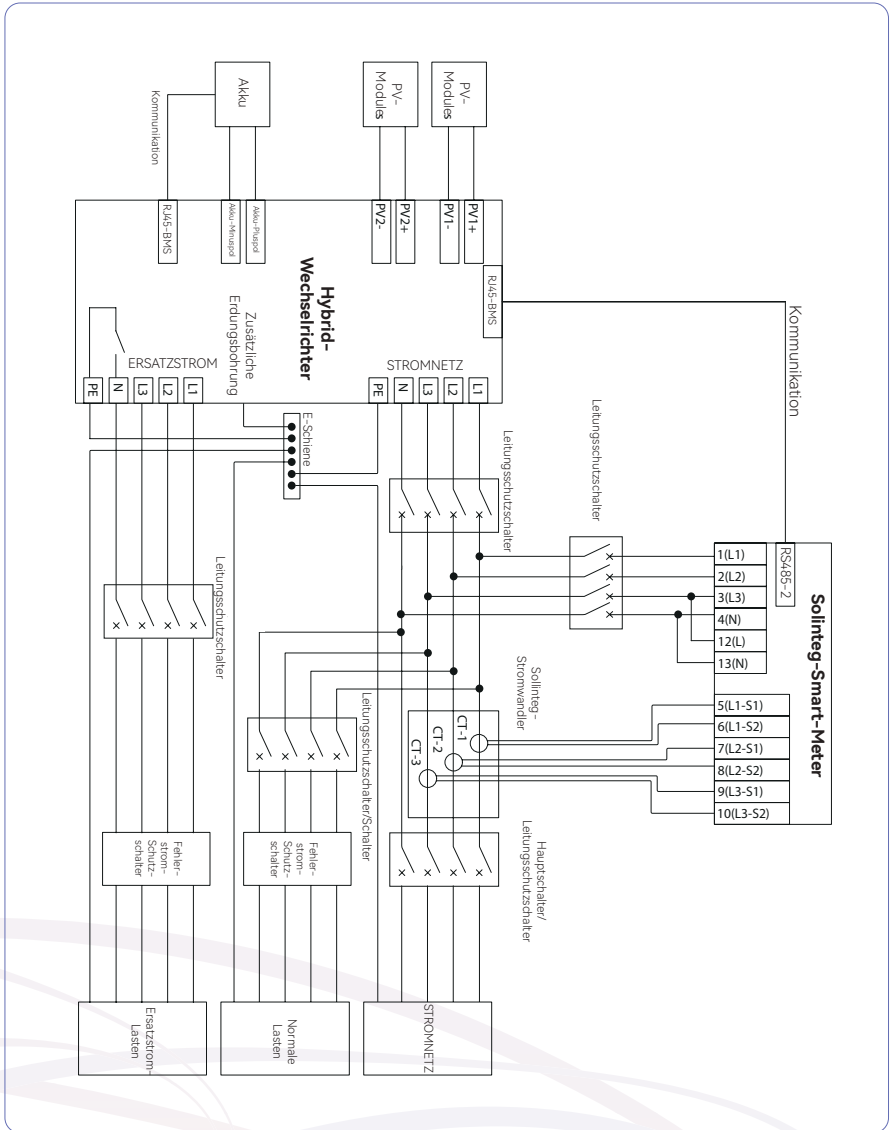 Akku
Kommunikation
PV-
Modules
PV-
Modules
RJ45-BMS
Akku-Minuspol
Akku-Pluspol
PV2-
PV2+
PV1-
PV1+
RJ45-BMS
Kommunikation
Hybrid-
Wechselrichter
Zusätzliche
Erdungsbohrung
ERSATZSTROM
STROMNETZ
PE
N
L3
L2
L1
PE
N
L3
L2
L1
E-Schiene
Leitungsschutzschalter
Leitungsschutzschalter
Leitungsschutzschalter
Solinteg-Smart-Meter
RS485-2
1(L1)
2(L2)
3(L3)
4(N)
12(L)
13(N)
5(L1-S1)
6(L1-S2)
7(L2-S1)
8(L2-S2)
9(L3-S1)
10(L3-S2)
Sollinteg-
Stromwandler
CT-1
CT-2
CT-3
Leitungsschutzschalter/Schalter
Hauptschalter/
Leitungsschutzschalter
Fehler-
strom-
Schutz-
schalter
Fehler-
strom-
Schutz-
schalter
Ersatzstrom-
Lasten
Normale
Lasten
STROMNETZ